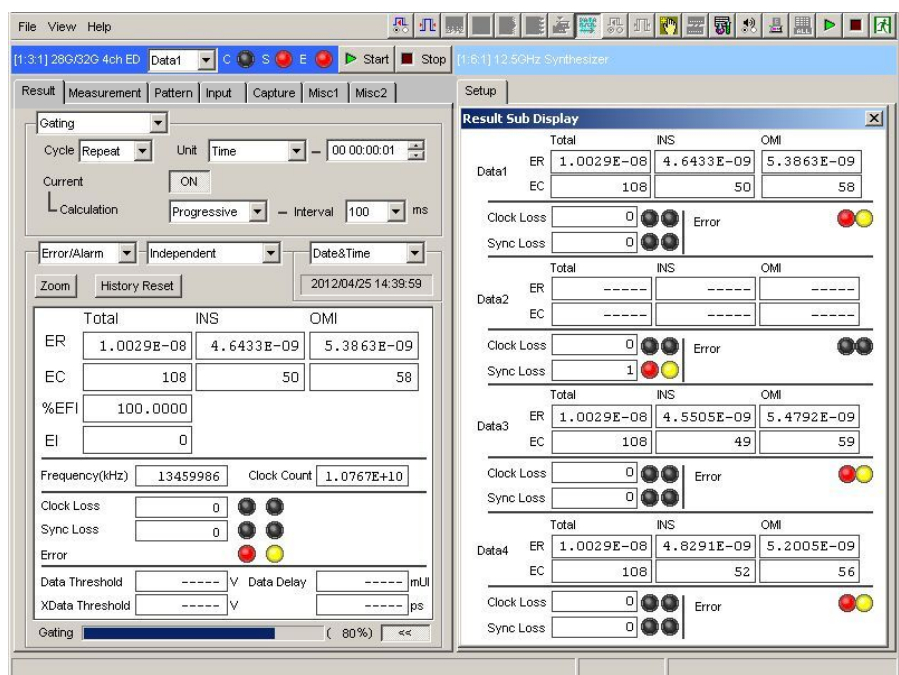 File View Help
[1:3:1] 28G/32G 4ch ED Data1 C S E Start Stop
[1:6:1] 12.5GHz Synthesizer
Result Measurement Pattern Input Capture Misc1 Misc2
Setup
Gating
Cycle Repeat Unit Time 00 00:00:01
Current ON
Calculation Progressive Interval 100 ms
Error/Alarm Independent Date&Time
Zoom History Reset 2012/04/25 14:39:59
Total INS OMI
ER 1.0029E-08 4.6433E-09 5.3863E-09
EC 108 50 58
%EFI 100.0000
EI 0
Frequency(kHz) 13459986 Clock Count 1.0767E+10
Clock Loss 0
Sync Loss 0
Error
Data Threshold ----- V Data Delay ----- mUI
XData Threshold ----- V ----- ps
Gating ( 80%) <<
Result Sub Display
Total INS OMI
Data1
ER 1.0029E-08 4.6433E-09 5.3863E-09
EC 108 50 58
Clock Loss 0 Error
Sync Loss 0
Total INS OMI
Data2
ER ----- ----- -----
EC ----- ----- -----
Clock Loss 0 Error
Sync Loss 1
Total INS OMI
Data3
ER 1.0029E-08 4.5505E-09 5.4792E-09
EC 108 49 59
Clock Loss 0 Error
Sync Loss 0
Total INS OMI
Data4
ER 1.0029E-08 4.8291E-09 5.2005E-09
EC 108 52 56
Clock Loss 0 Error
Sync Loss 0